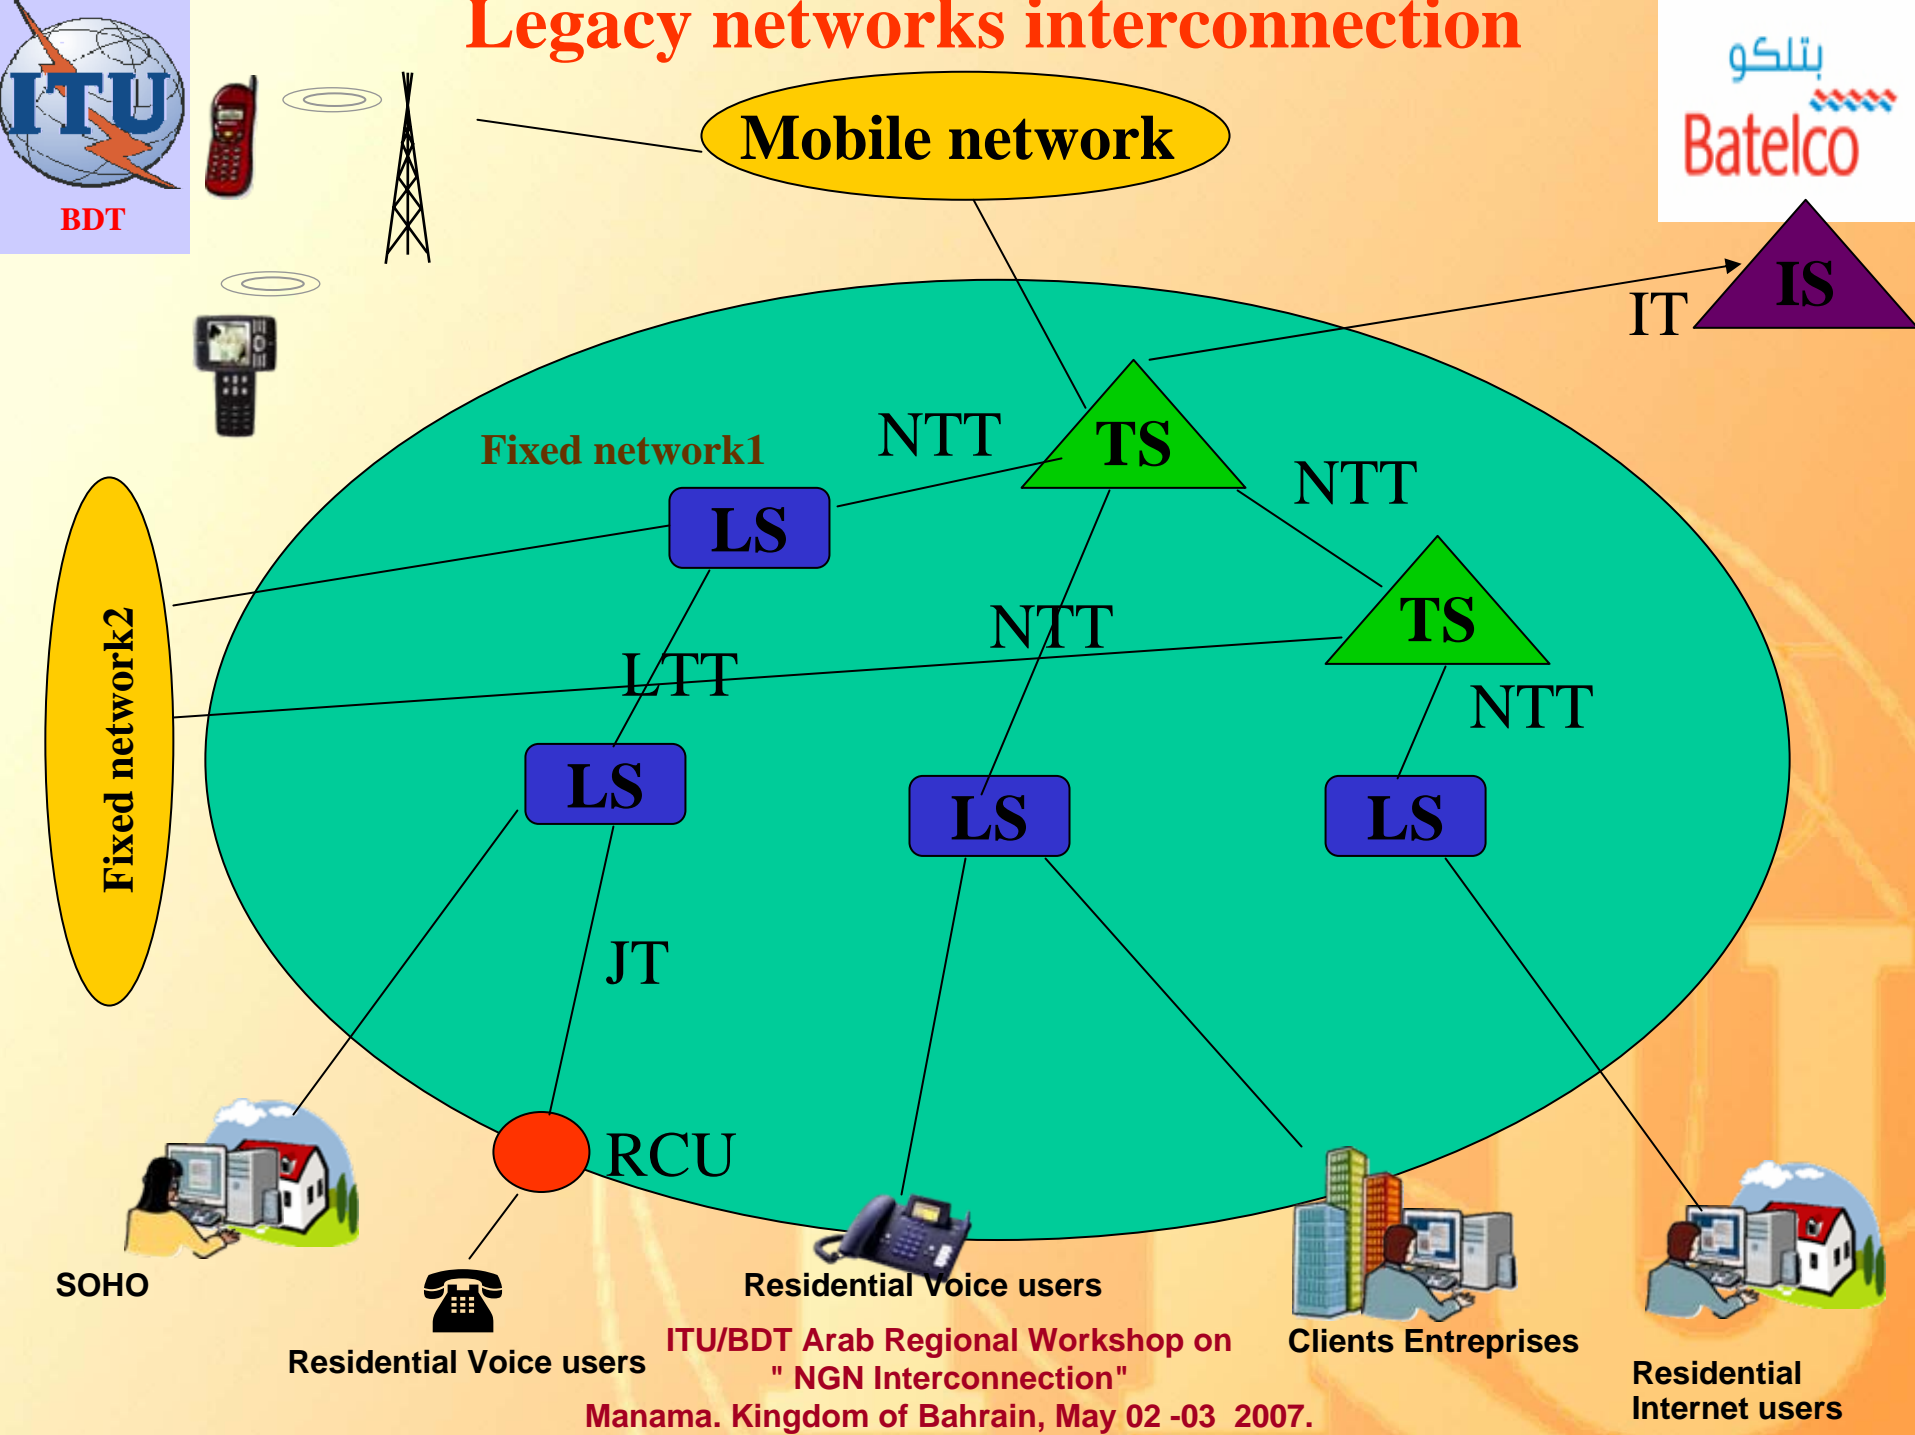 Legacy networks interconnection
ITU
BDT
بتلكو
Batelco
Mobile network
IS
IT
Fixed network1
NTT
TS
NTT
LS
TS
NTT
LTT
NTT
Fixed network2
LS
LS
LS
JT
RCU
SOHO
Residential Voice users
Residential Voice users
Clients Entreprises
Residential
Internet users
ITU/BDT Arab Regional Workshop on
" NGN Interconnection"
Manama. Kingdom of Bahrain, May 02 -03 2007.